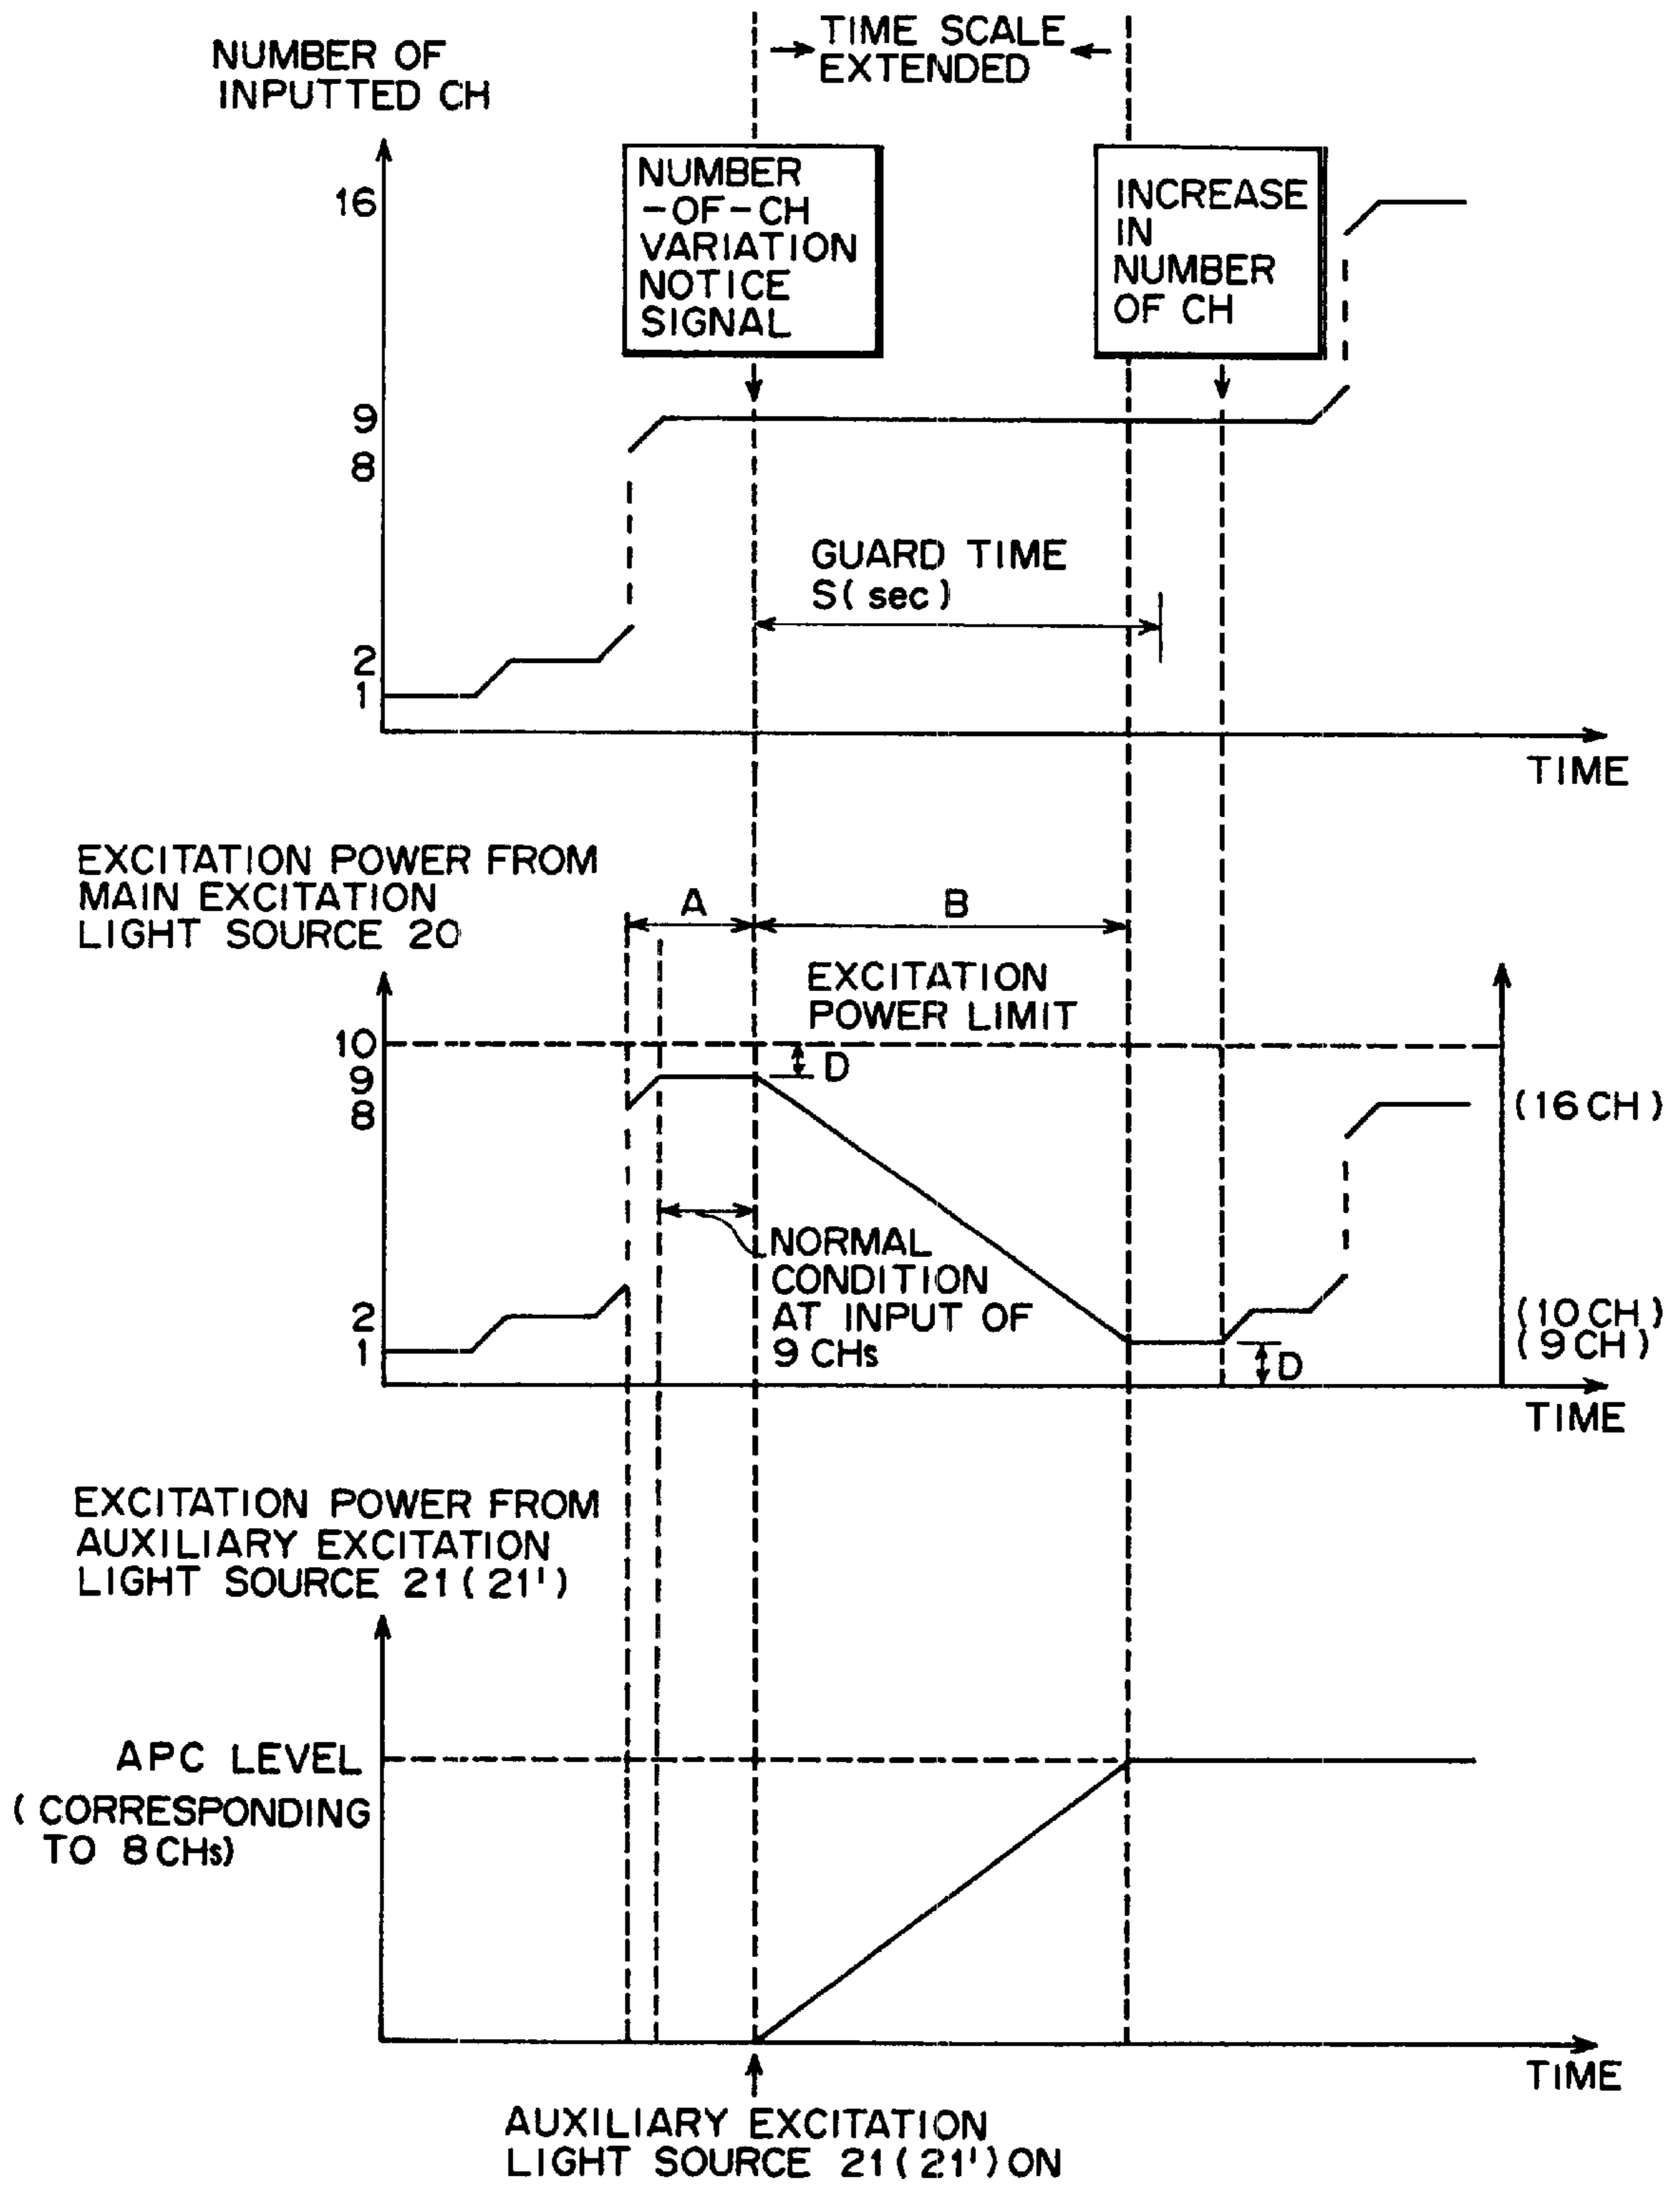 TIME SCALE
EXTENDED
NUMBER OF
INPUTTED CH
NUMBER
-OF-CH
VARIATION
NOTICE
SIGNAL
INCREASE
IN
NUMBER
OF CH
16
9
8
GUARD TIME
S(sec)
2
1
TIME
EXCITATION POWER FROM
MAIN EXCITATION
LIGHT SOURCE 20
A
B
EXCITATION
POWER LIMIT
10
9
8
D
(16CH)
NORMAL
CONDITION
AT INPUT OF
9 CHs
2
1
(10CH)
(9CH)
D
TIME
EXCITATION POWER FROM
AUXILIARY EXCITATION
LIGHT SOURCE 21(21')
APC LEVEL
(CORRESPONDING
TO 8CHs)
TIME
AUXILIARY EXCITATION
LIGHT SOURCE 21(21')ON